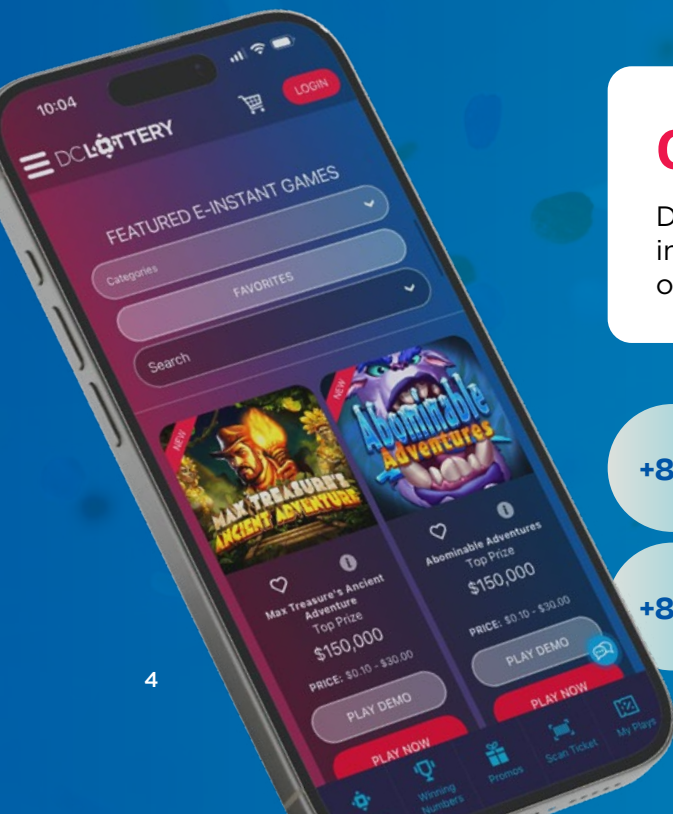 10:04
LOGIN
DC LOTTERY
FEATURED E-INSTANT GAMES
Categories
FAVORITES
Search
NEW
MAX TREASURE'S
ANCIENT ADVENTURE
NEW
Abominable
Adventures
Max Treasure's Ancient
Adventure
Top Prize
$150,000
PRICE: $0.10 - $30.00
PLAY DEMO
PLAY NOW
Abominable Adventures
Top Prize
$150,000
PRICE: $0.10 - $30.00
PLAY DEMO
PLAY NOW
Winning
Numbers
Promos
Scan Ticket
My Plays
4
D
in
o
+8
+8